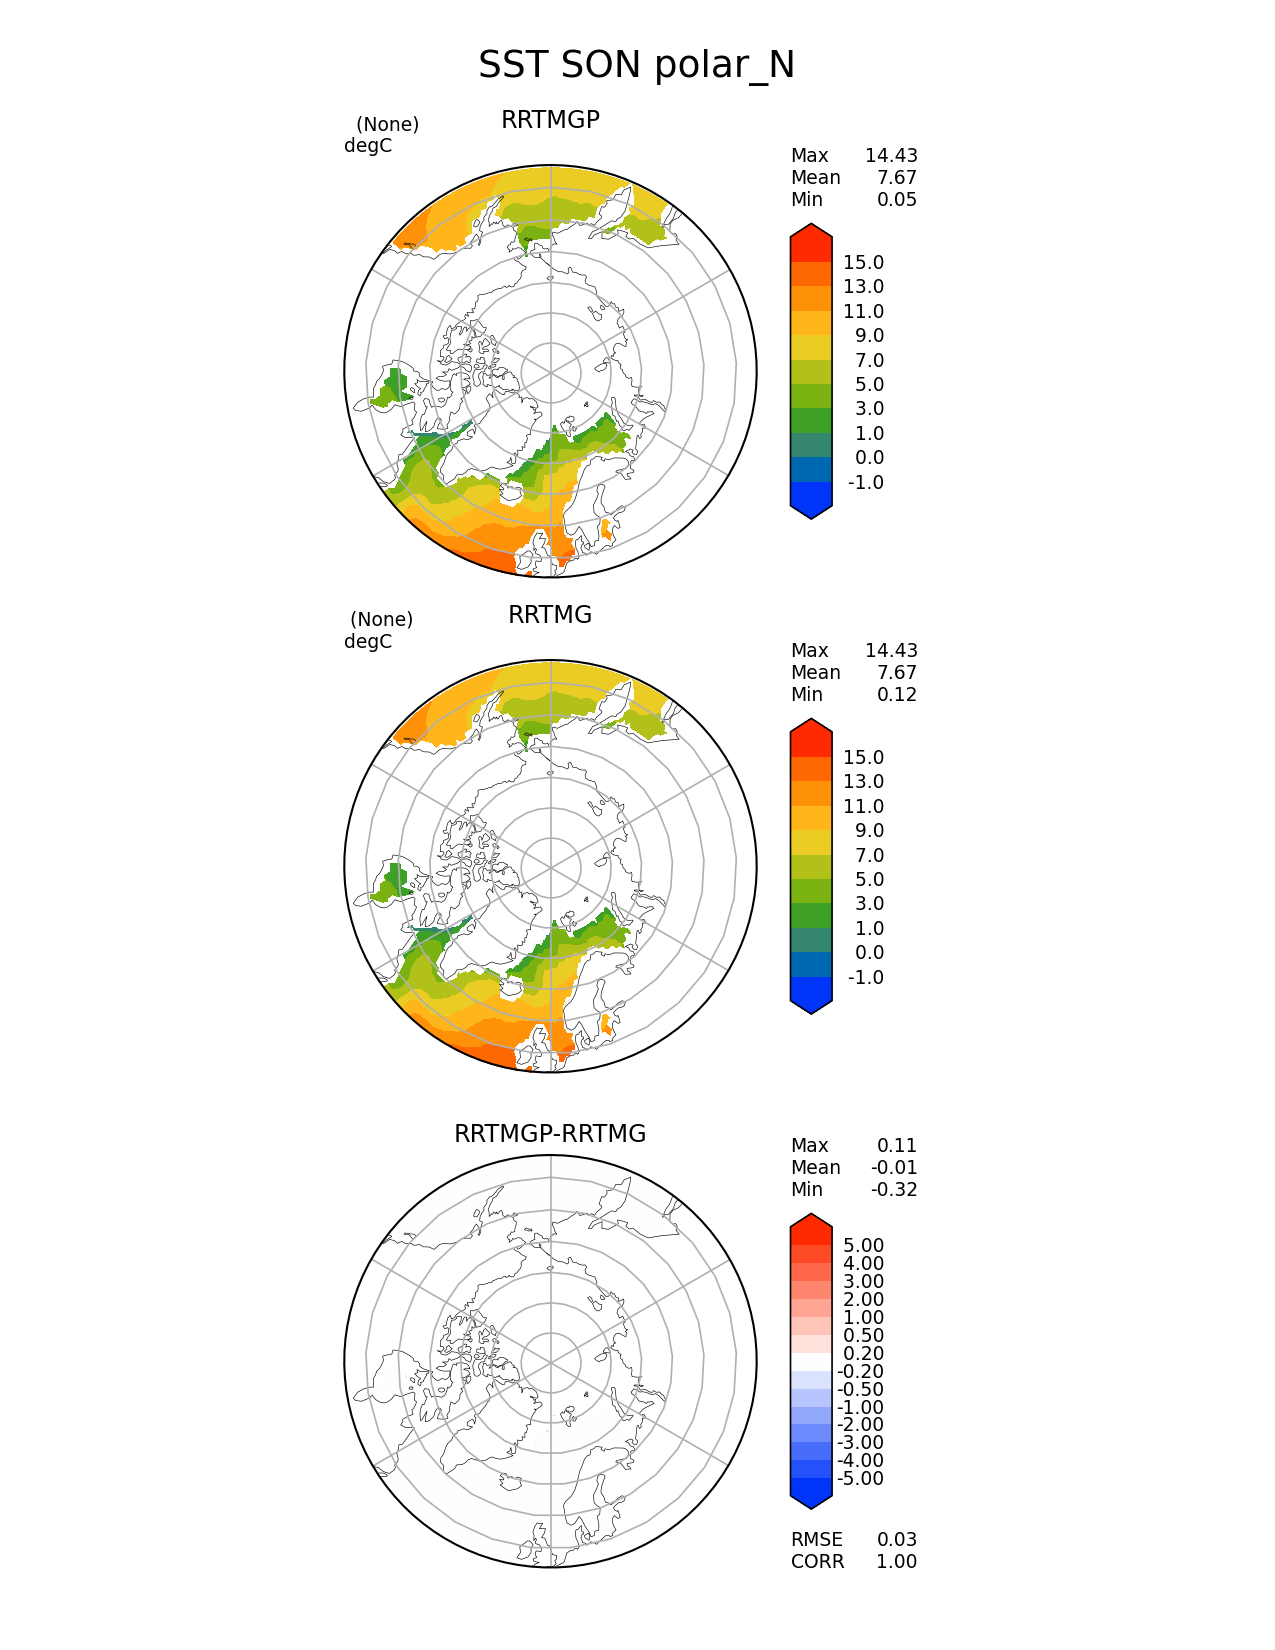 SST SON polar_N
RRTMGP
(None)
degC
Max 14.43
Mean 7.67
Min 0.05
15.0
13.0
11.0
9.0
7.0
5.0
3.0
1.0
0.0
-1.0
RRTMG
(None)
degC
Max 14.43
Mean 7.67
Min 0.12
15.0
13.0
11.0
9.0
7.0
5.0
3.0
1.0
0.0
-1.0
RRTMGP-RRTMG
Max 0.11
Mean -0.01
Min -0.32
5.00
4.00
3.00
2.00
1.00
0.50
0.20
-0.20
-0.50
-1.00
-2.00
-3.00
-4.00
-5.00
RMSE 0.03
CORR 1.00